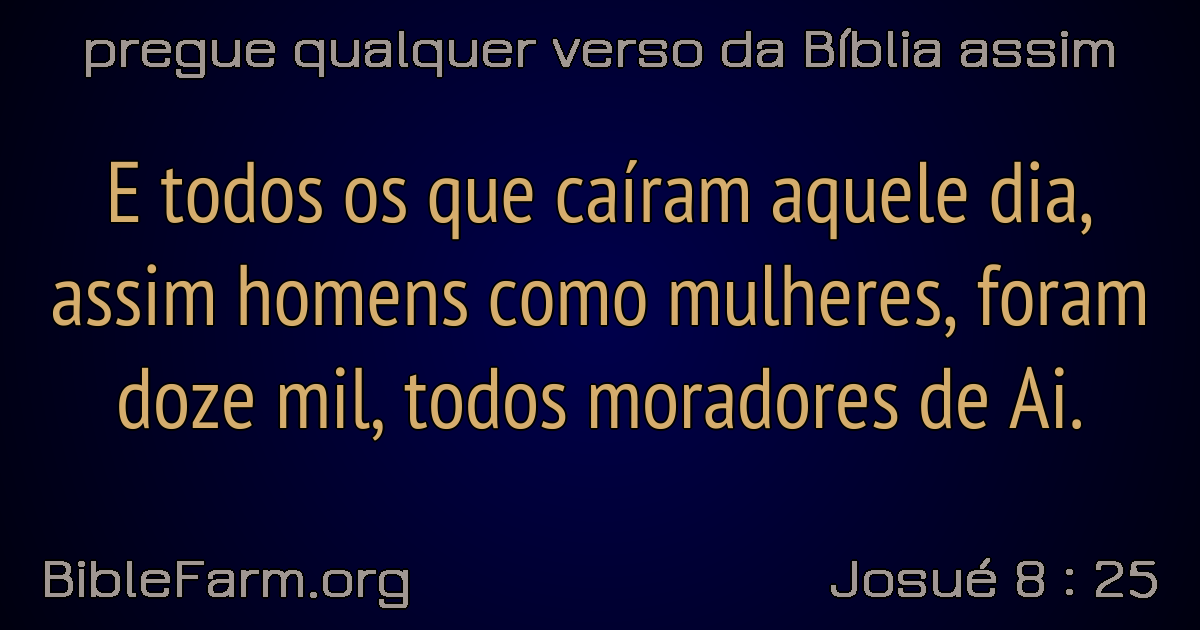 pregue qualquer verso da Bíblia assim
E todos os que caíram aquele dia,
assim homens como mulheres, foram
doze mil, todos moradores de Ai.
BibleFarm.org
Josué 8 : 25